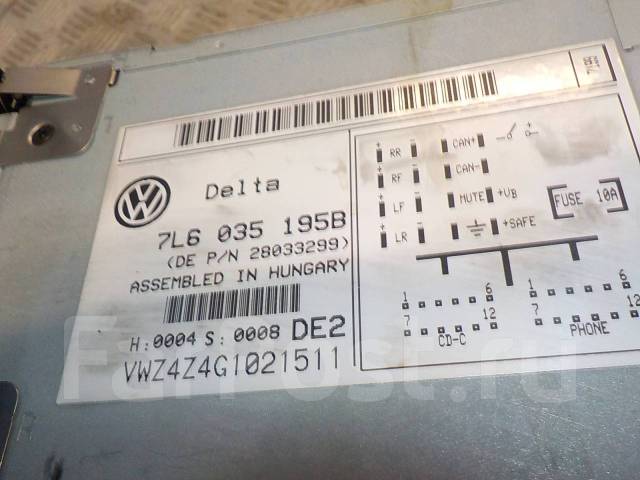 Delta
7L6 035 195B
(DE P/N 28033299)
ASSEMBLED IN HUNGARY
H:0004 S:0008 DE2
VWZ4Z4G1021511
+ RR -
+ RF -
+ LF -
+ LR -
CAN+
CAN-
MUTE +UB
+SAFE
FUSE 10A
1 6
7 12
CD-C
1 6
7 12
PHONE
FarPost.ru